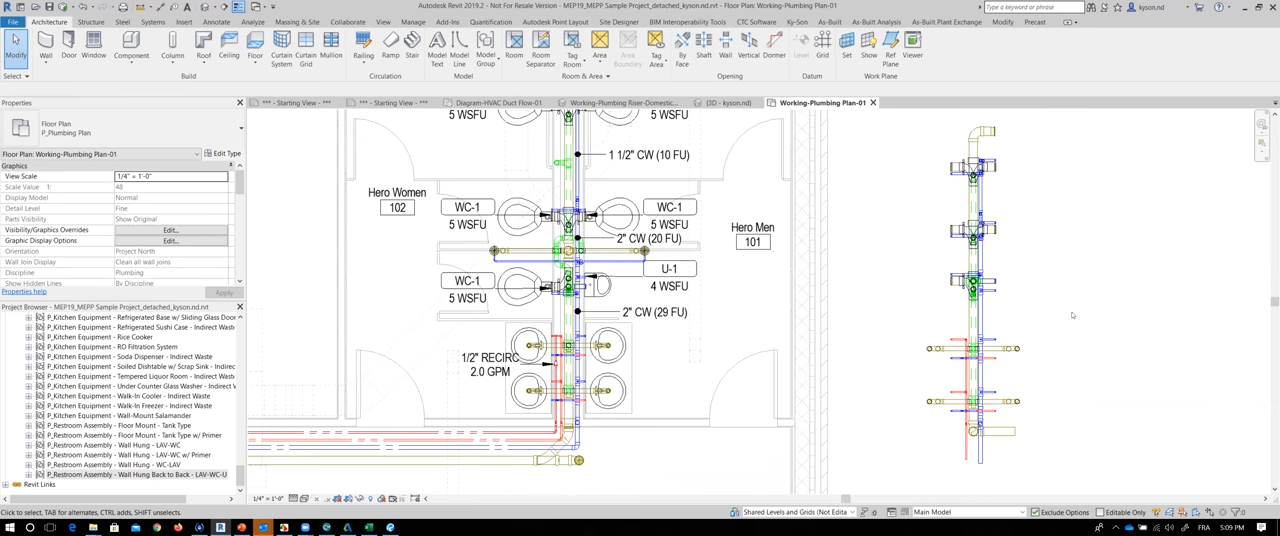 Autodesk Revit 2019.2 - Not For Resale Version - MEP19_MEPP Sample Project_detached_kyson.nd.rvt - Floor Plan: Working-Plumbing Plan-01
Type a keyword or phrase
kyson.nd
File Architecture Structure Steel Systems Insert Annotate Analyze Massing & Site Collaborate View Manage Add-Ins Quantification Autodesk Point Layout Site Designer BIM Interoperability Tools CTC Software Ky-Son As-Built As-Built Analysis As-Built Plant Exchange Modify Precast
Modify Wall Door Window Component Column Roof Ceiling Floor Curtain System Curtain Grid Mullion Railing Ramp Stair Model Text Model Line Model Group Room Room Separator Tag Room Area Area Boundary Tag Area By Face Shaft Wall Vertical Dormer Level Grid Set Show Ref Plane Viewer
Select Build Circulation Model Room & Area Opening Datum Work Plane
Properties
*** - Starting View - *** *** - Starting View - *** Diagram-HVAC Duct Flow-01 Working-Plumbing Riser-Domestic... {3D - kyson.nd} Working-Plumbing Plan-01
Floor Plan
P_Plumbing Plan
Floor Plan: Working-Plumbing Plan-01 Edit Type
Graphics
View Scale 1/4" = 1'-0"
Scale Value 1: 48
Display Model Normal
Detail Level Fine
Parts Visibility Show Original
Visibility/Graphics Overrides Edit...
Graphic Display Options Edit...
Orientation Project North
Wall Join Display Clean all wall joins
Discipline Plumbing
Show Hidden Lines By Discipline
Properties help Apply
Project Browser - MEP19_MEPP Sample Project_detached_kyson.nd.rvt
P_Kitchen Equipment - Refrigerated Base w/ Sliding Glass Doo
P_Kitchen Equipment - Refrigerated Sushi Case - Indirect Waste
P_Kitchen Equipment - Rice Cooker
P_Kitchen Equipment - RO Filtration System
P_Kitchen Equipment - Soda Dispenser - Indirect Waste
P_Kitchen Equipment - Soiled Dishtable w/ Scrap Sink - Indirect
P_Kitchen Equipment - Tempered Liquor Room - Indirect Waste
P_Kitchen Equipment - Under Counter Glass Washer - Indirect
P_Kitchen Equipment - Walk-In Cooler - Indirect Waste
P_Kitchen Equipment - Walk-in Freezer - Indirect Waste
P_Kitchen Equipment - Wall-Mount Salamander
P_Restroom Assembly - Floor Mount - Tank Type
P_Restroom Assembly - Floor Mount - Tank Type w/ Primer
P_Restroom Assembly - Wall Hung - LAV-WC
P_Restroom Assembly - Wall Hung - LAV-WC w/ Primer
P_Restroom Assembly - Wall Hung - WC-LAV
P_Restroom Assembly - Wall Hung Back to Back - LAV-WC-U
Revit Links
5 WSFU
5 WSFU
1 1/2" CW (10 FU)
Hero Women
102
WC-1
5 WSFU
WC-1
5 WSFU
2" CW (20 FU)
Hero Men
101
WC-1
5 WSFU
U-1
4 WSFU
2" CW (29 FU)
1/2" RECIRC
2.0 GPM
1/4" = 1'-0"
Click to select, TAB for alternates, CTRL adds, SHIFT unselects.
Shared Levels and Grids (Not Edita
:0
Main Model
Exclude Options
Editable Only
:0
FRA 5:09 PM